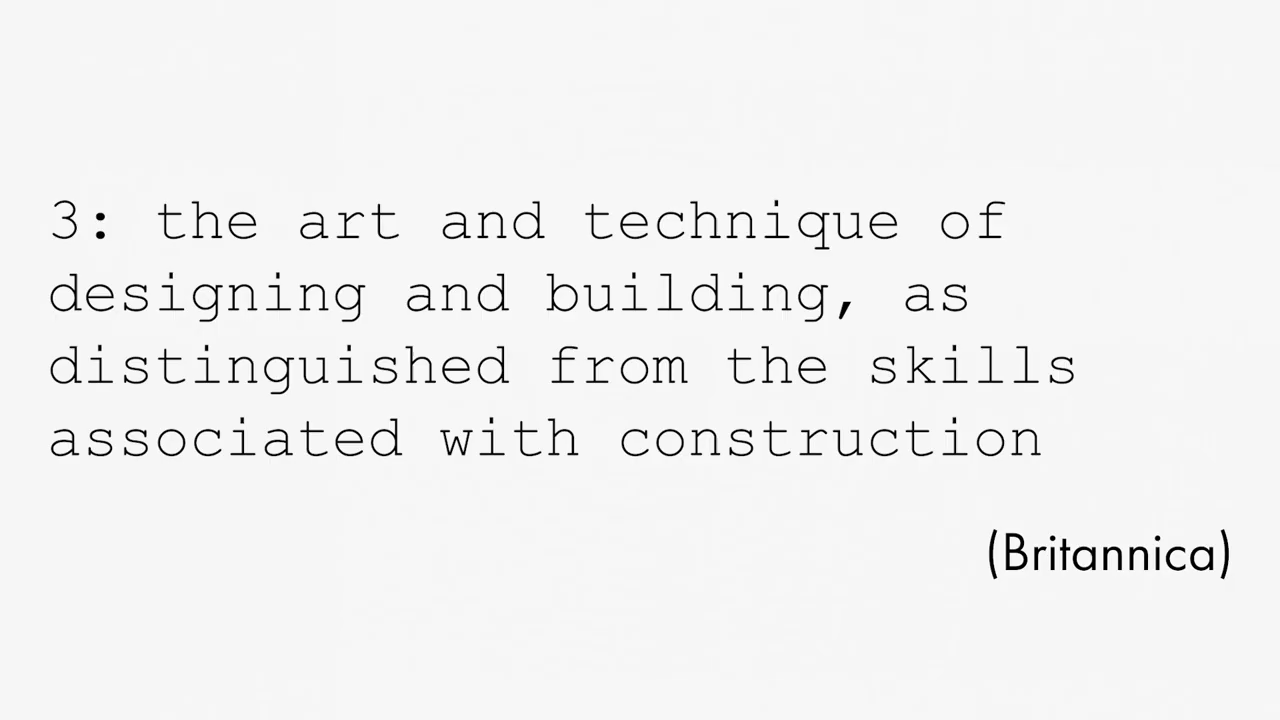 3: the art and technique of
designing and building, as
distinguished from the skills
associated with construction
(Britannica)